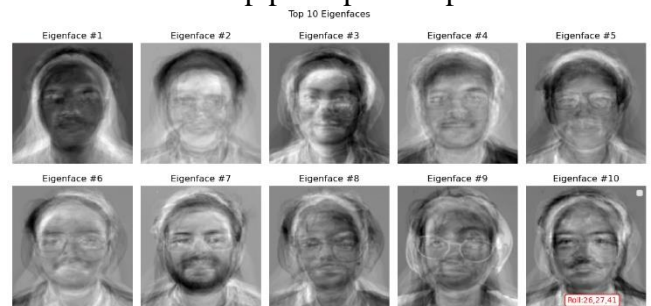 Top 10 Eigenfaces
Eigenface #1 Eigenface #2 Eigenface #3 Eigenface #4 Eigenface #5
Eigenface #6 Eigenface #7 Eigenface #8 Eigenface #9 Eigenface #10
Roll:26,27,41